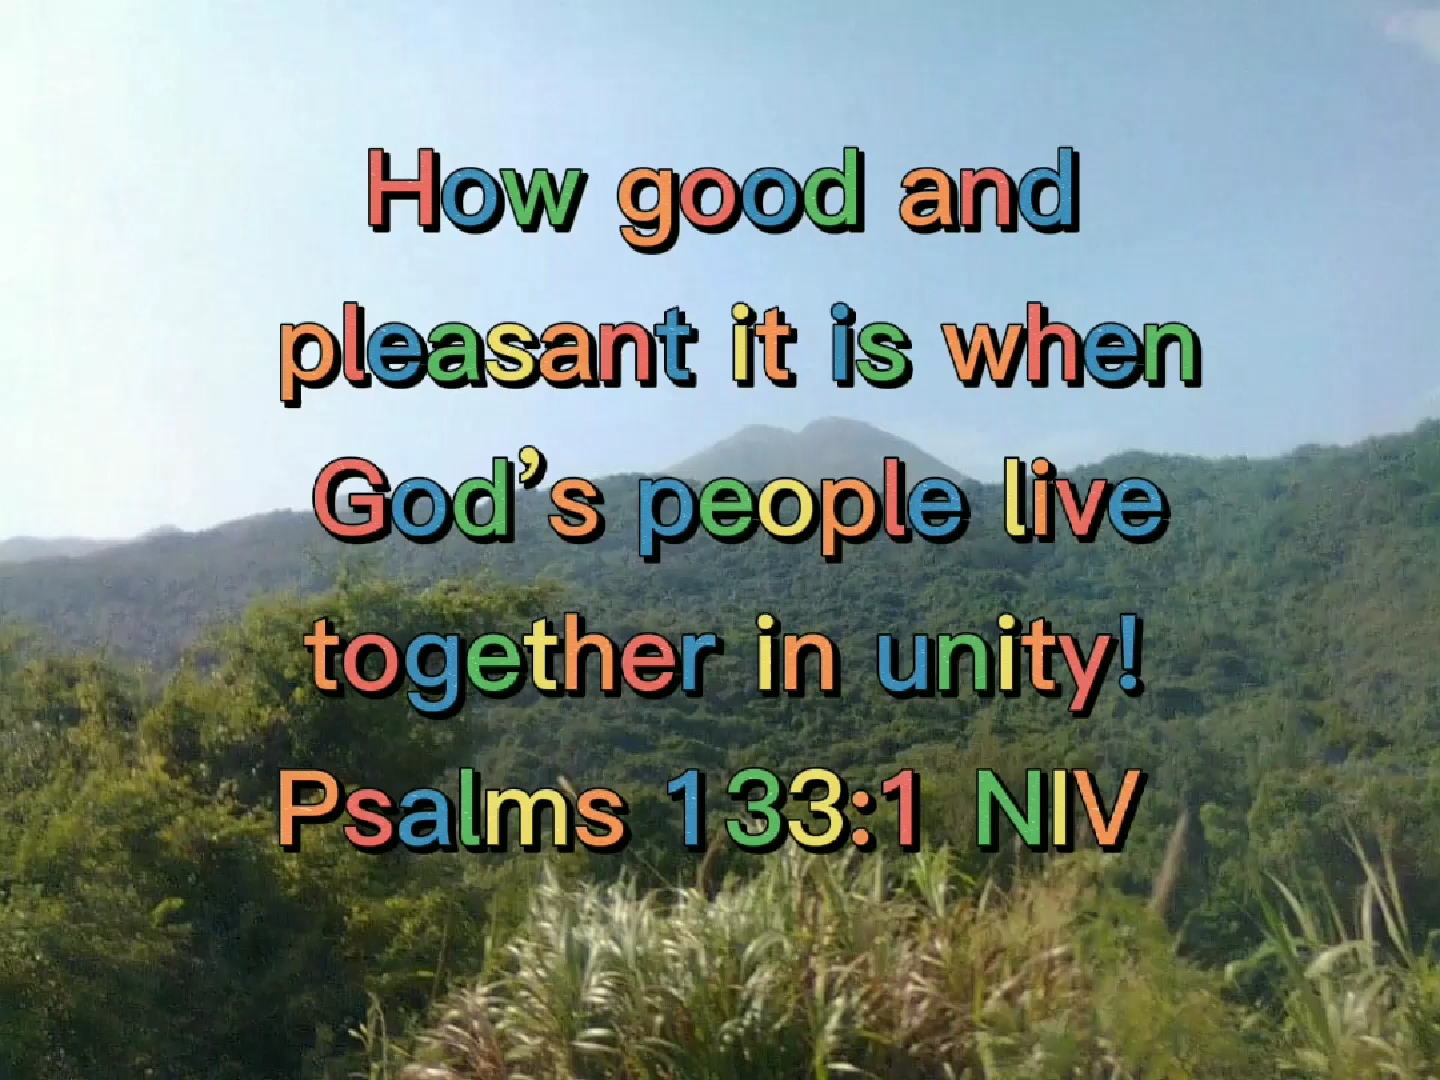 How good and
pleasant it is when
God’s people live
together in unity!
Psalms 133:1 NIV